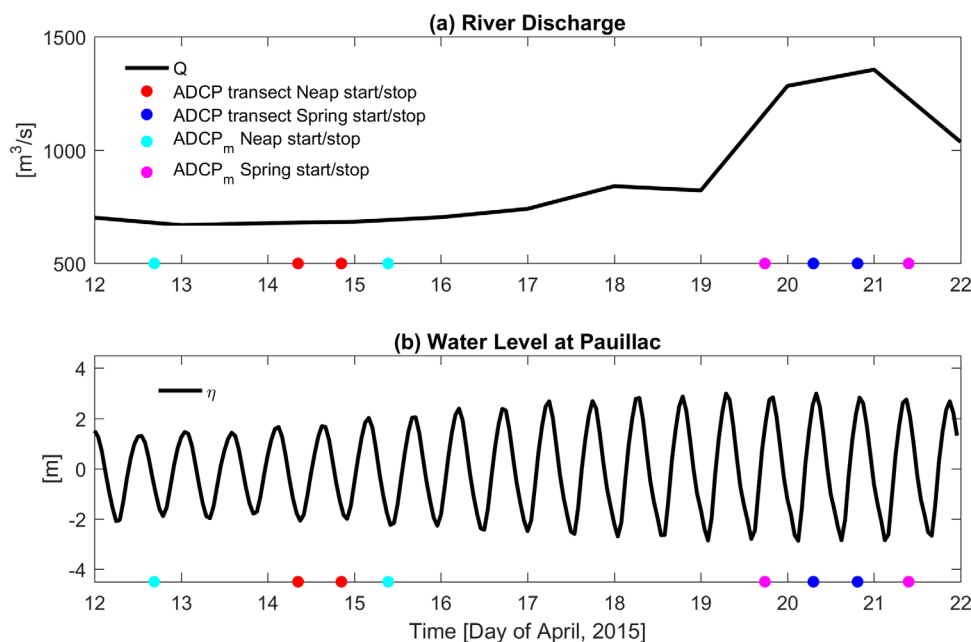 (a) River Discharge
1500
1000
500
[m³/s]
Q
ADCP transect Neap start/stop
ADCP transect Spring start/stop
ADCPₘ Neap start/stop
ADCPₘ Spring start/stop
12 13 14 15 16 17 18 19 20 21 22
(b) Water Level at Pauillac
4
2
0
-2
-4
[m]
η
12 13 14 15 16 17 18 19 20 21 22
Time [Day of April, 2015]